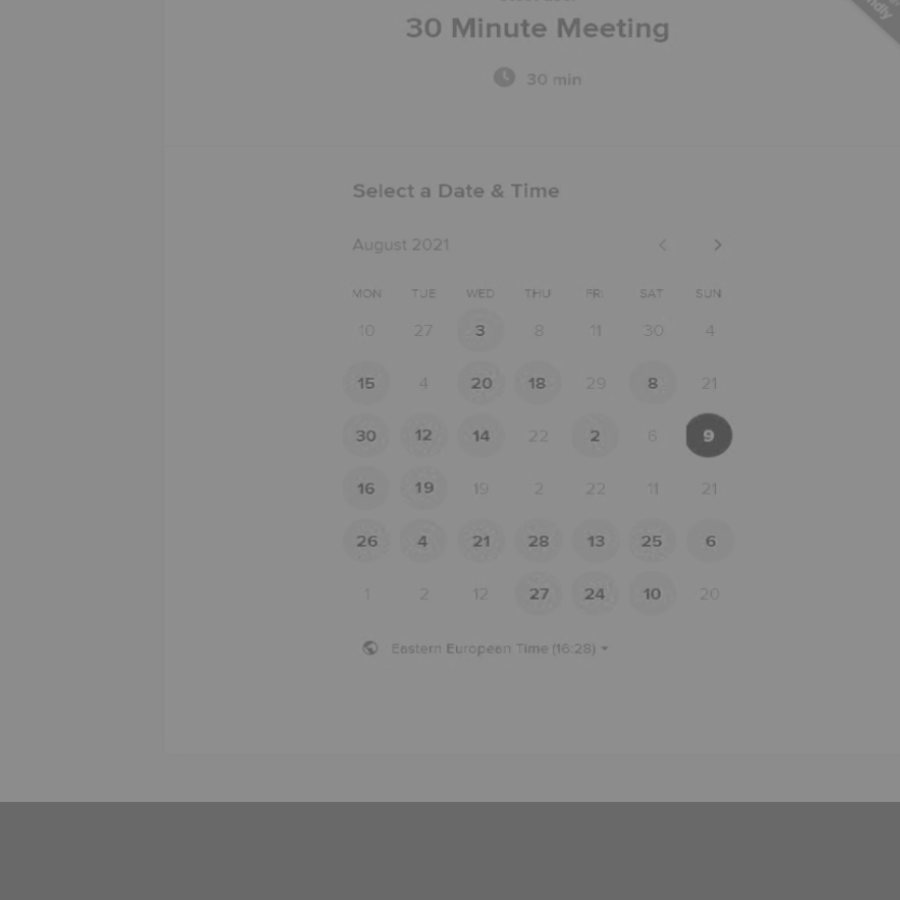 30 Minute Meeting
30 min
Select a Date & Time
August 2021
MON TUE WED THU FRI SAT SUN
10 27 3 8 11 30 4
15 4 20 18 29 8 21
30 12 14 22 2 6 9
16 19 19 2 22 11 21
26 4 21 28 13 25 6
1 2 12 27 24 10 20
Eastern European Time (16:28)